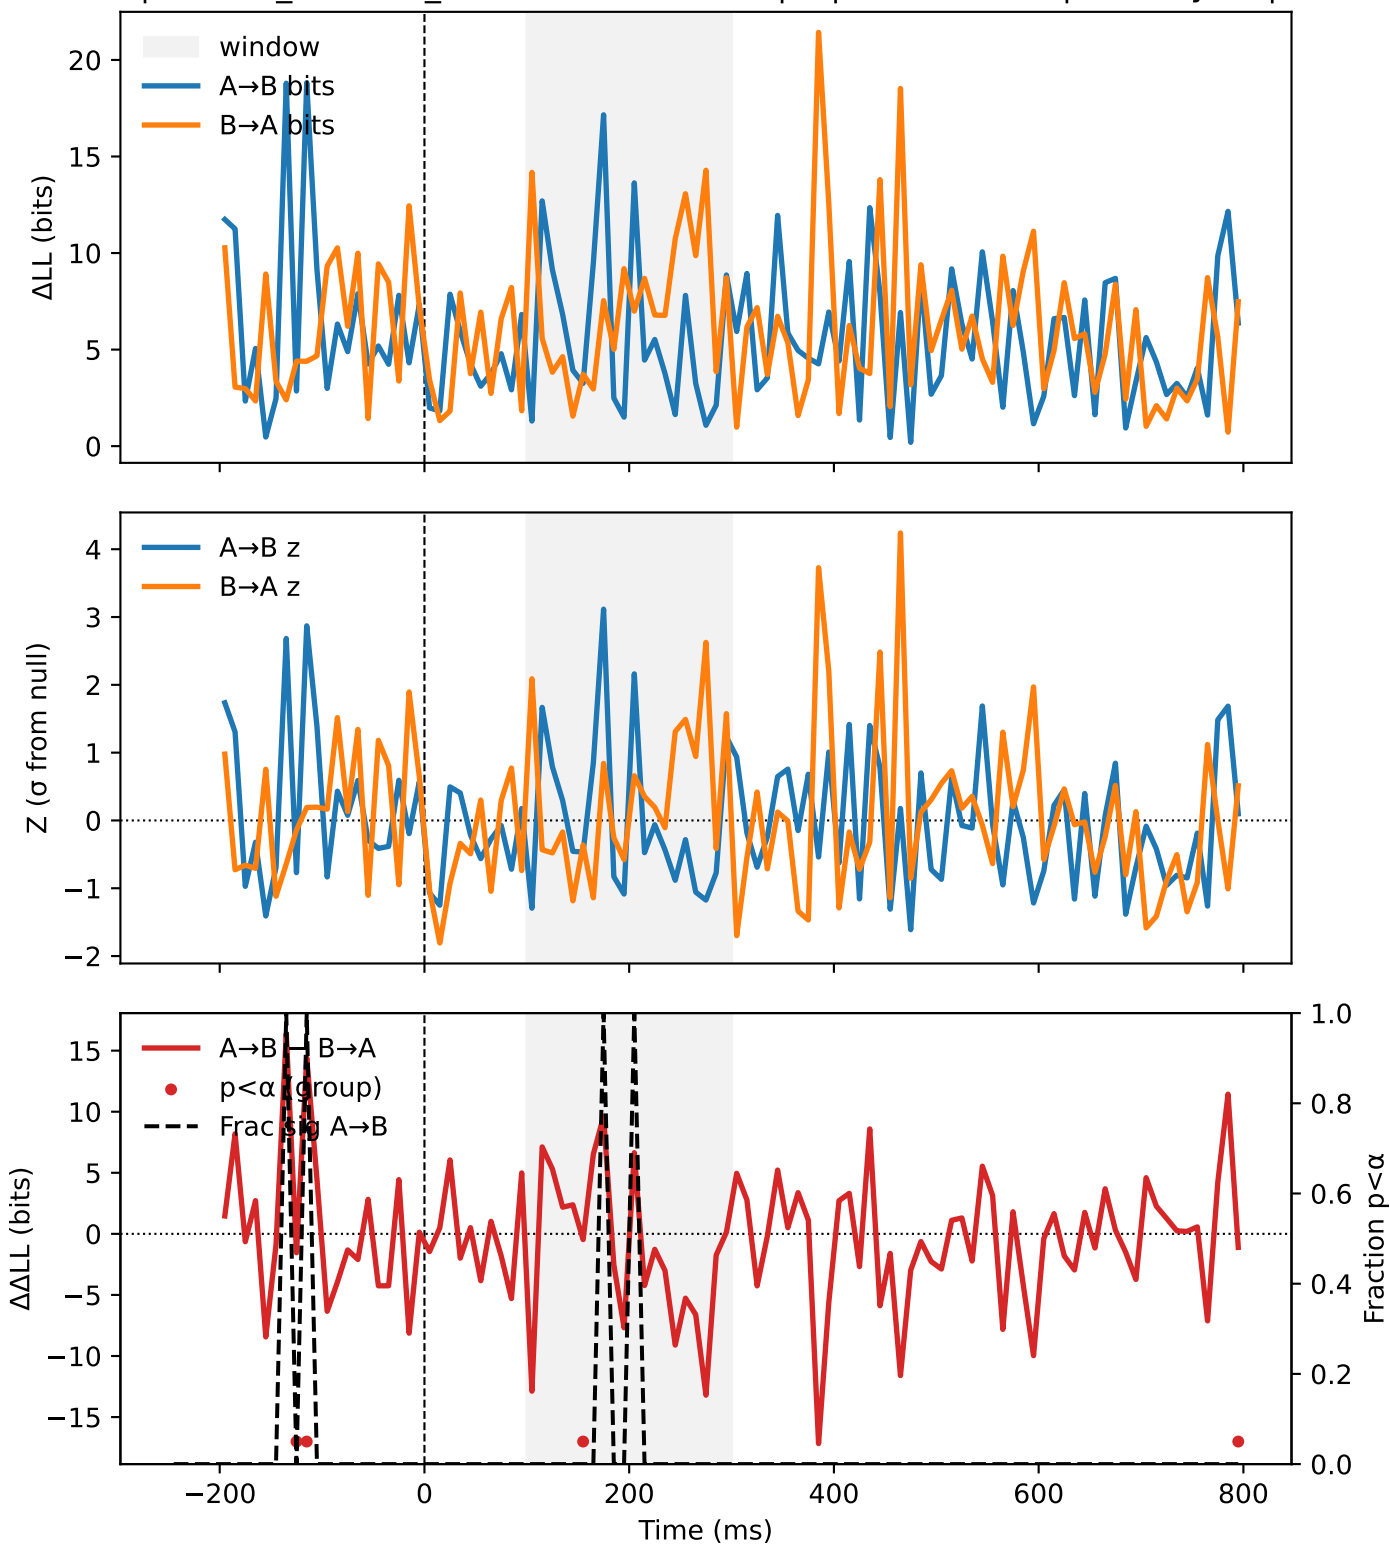 window
A→B bits
B→A bits
20
15
10
5
0
ΔLL (bits)
A→B z
B→A z
4
3
2
1
0
−1
−2
Z (σ from null)
A→B − B→A
p<α (group)
Frac sig A→B
15
10
5
0
−5
−10
−15
ΔΔLL (bits)
1.0
0.8
0.6
0.4
0.2
0.0
Fraction p<α
−200 0 200 400 600 800
Time (ms)